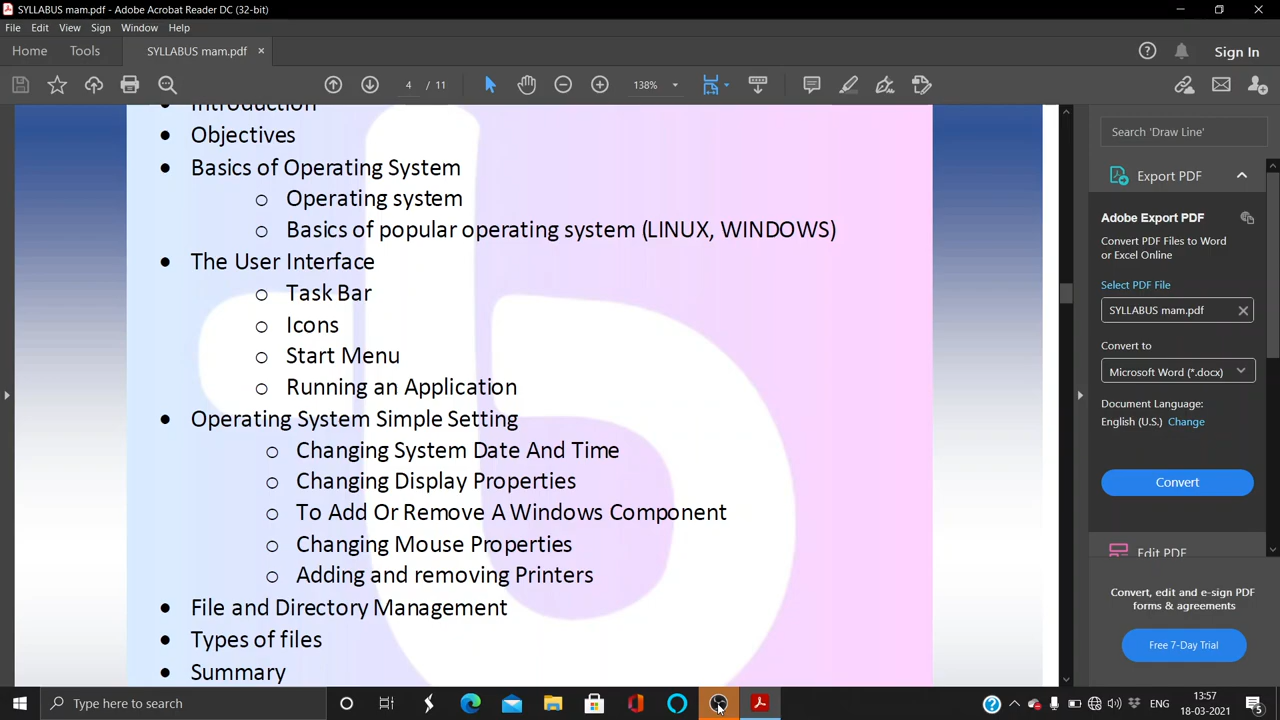 SYLLABUS mam.pdf - Adobe Acrobat Reader DC (32-bit)
File Edit View Sign Window Help
Home Tools SYLLABUS mam.pdf × Sign In
4 / 11 138%
Introduction
• Objectives
• Basics of Operating System
o Operating system
o Basics of popular operating system (LINUX, WINDOWS)
• The User Interface
o Task Bar
o Icons
o Start Menu
o Running an Application
• Operating System Simple Setting
o Changing System Date And Time
o Changing Display Properties
o To Add Or Remove A Windows Component
o Changing Mouse Properties
o Adding and removing Printers
• File and Directory Management
• Types of files
• Summary
Search 'Draw Line'
Export PDF
Adobe Export PDF
Convert PDF Files to Word
or Excel Online
Select PDF File
SYLLABUS mam.pdf
Convert to
Microsoft Word (*.docx)
Document Language:
English (U.S.) Change
Convert
Edit PDF
Convert, edit and e-sign PDF
forms & agreements
Free 7-Day Trial
Type here to search
ENG
13:57
18-03-2021
5